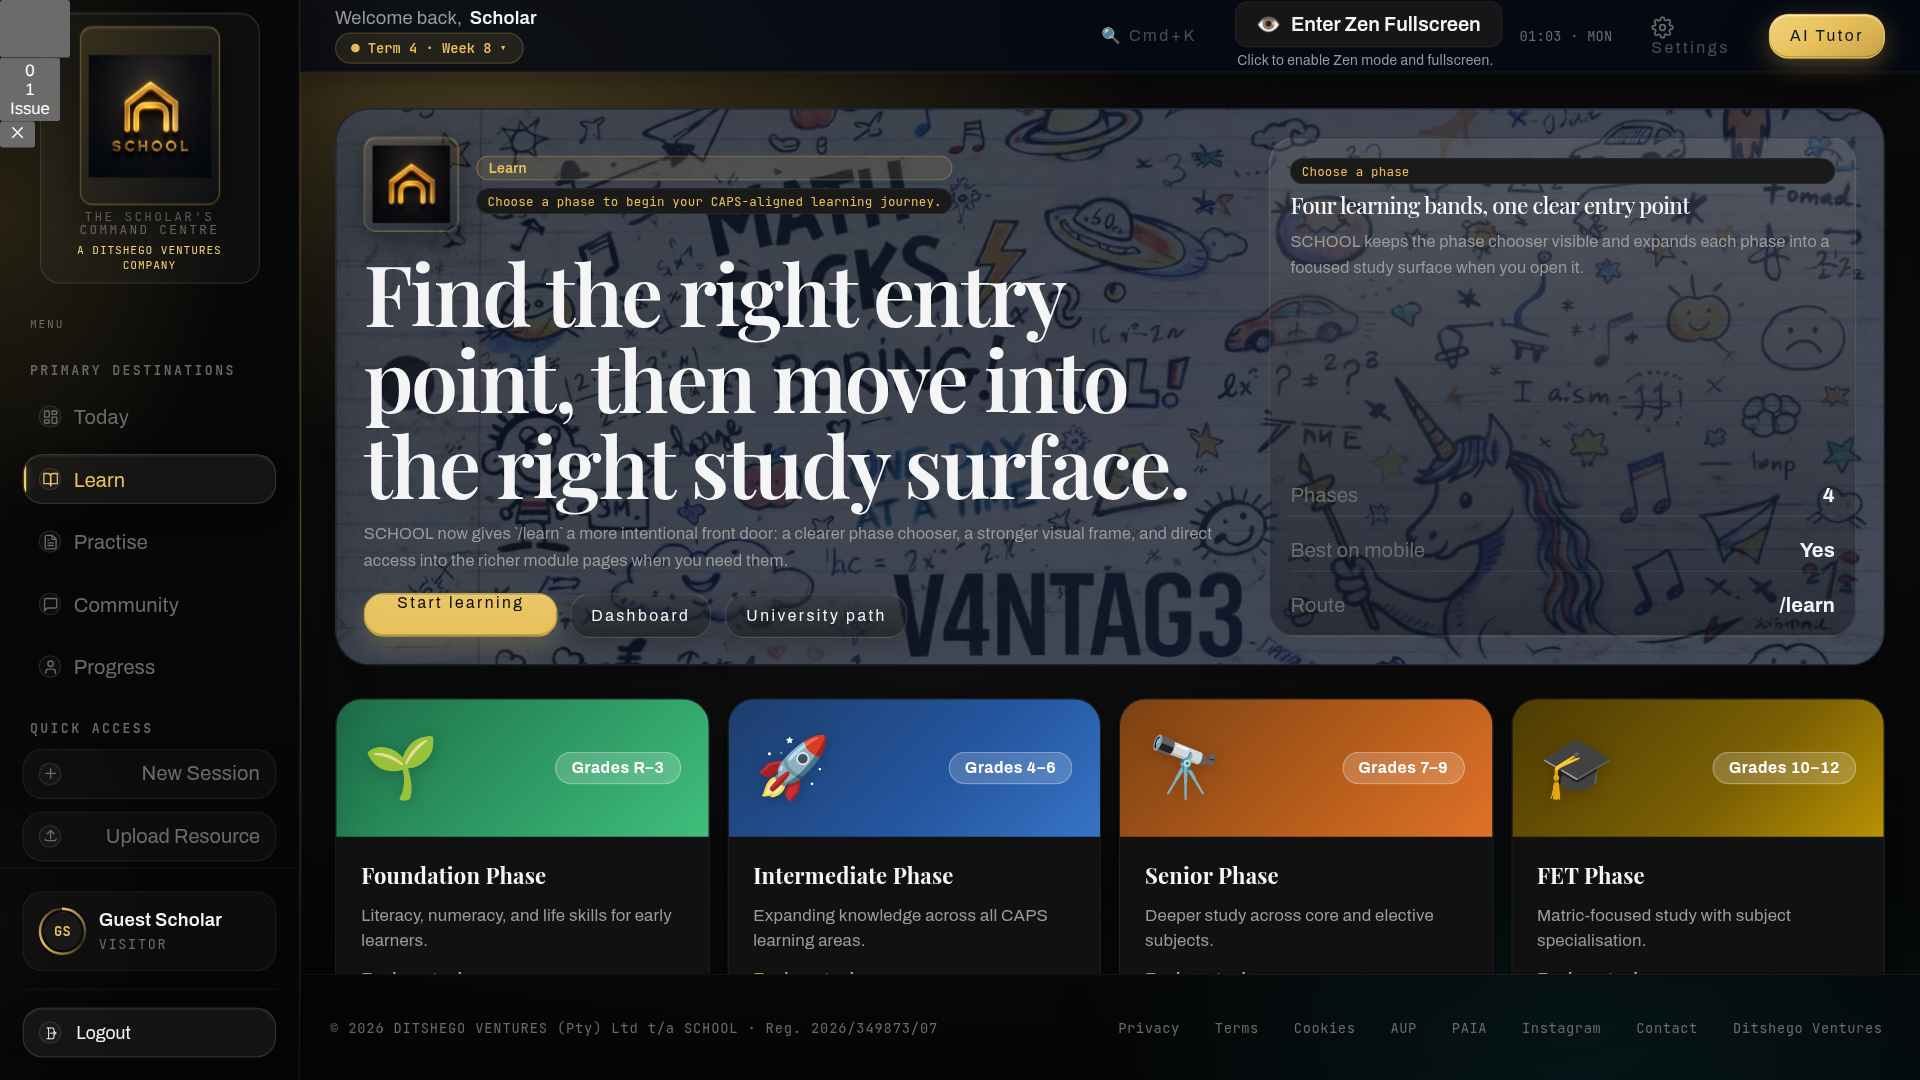 0
1
Issue
SCHOOL
THE SCHOLAR'S
COMMAND CENTRE
A DITSHEGO VENTURES
COMPANY
MENU
PRIMARY DESTINATIONS
Today
Learn
Practise
Community
Progress
QUICK ACCESS
New Session
Upload Resource
GS
Guest Scholar
VISITOR
Logout
Welcome back, Scholar
Term 4 · Week 8
Cmd+K
Enter Zen Fullscreen
Click to enable Zen mode and fullscreen.
01:03 · MON
Settings
AI Tutor
Learn
Choose a phase to begin your CAPS-aligned learning journey.
Find the right entry
point, then move into
the right study surface.
SCHOOL now gives `/learn` a more intentional front door: a clearer phase chooser, a stronger visual frame, and direct
access into the richer module pages when you need them.
Start learning
Dashboard
University path
MATH
SUCKS
BORING!
LOL!
V4NTAG3
Choose a phase
Four learning bands, one clear entry point
SCHOOL keeps the phase chooser visible and expands each phase into a
focused study surface when you open it.
Phases 4
Best on mobile Yes
Route /learn
Grades R–3
Foundation Phase
Literacy, numeracy, and life skills for early
learners.
Grades 4–6
Intermediate Phase
Expanding knowledge across all CAPS
learning areas.
Grades 7–9
Senior Phase
Deeper study across core and elective
subjects.
Grades 10–12
FET Phase
Matric-focused study with subject
specialisation.
© 2026 DITSHEGO VENTURES (Pty) Ltd t/a SCHOOL · Reg. 2026/349873/07
Privacy Terms Cookies AUP PAIA Instagram Contact Ditshego Ventures